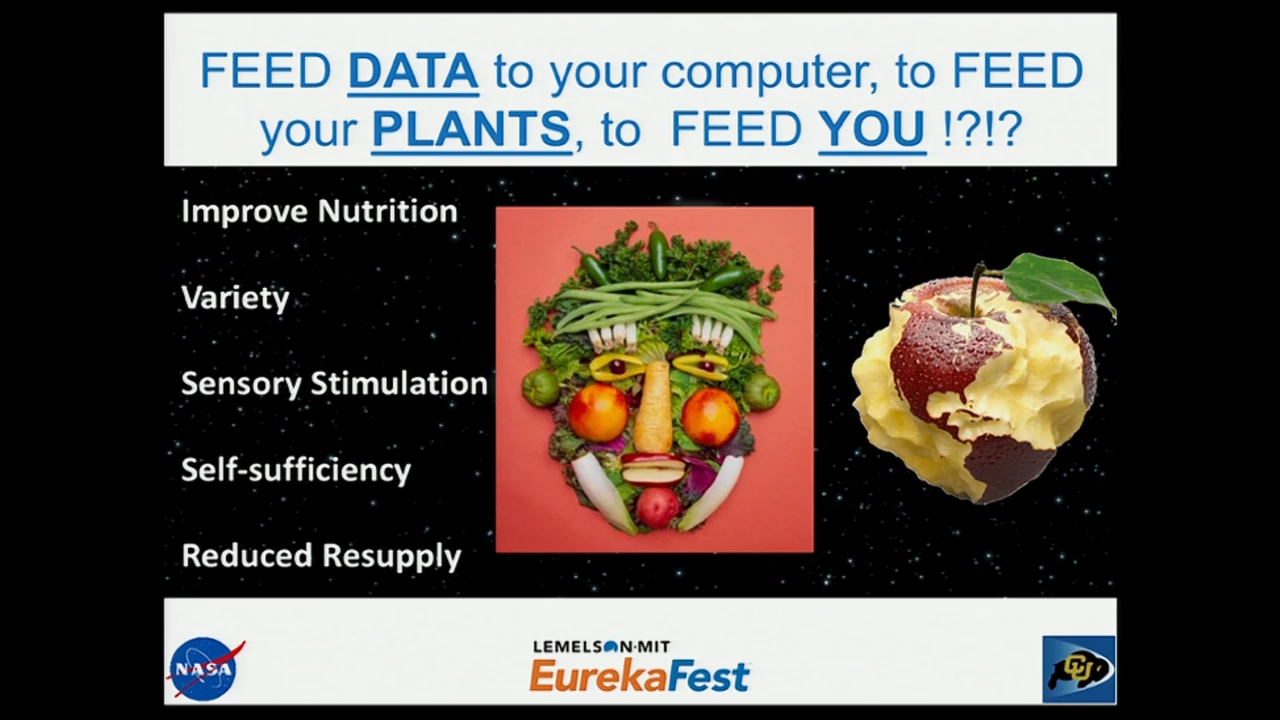 FEED DATA to your computer, to FEED
your PLANTS, to FEED YOU !?!?
Improve Nutrition
Variety
Sensory Stimulation
Self-sufficiency
Reduced Resupply
NASA
LEMELSON-MIT
EurekaFest
CU